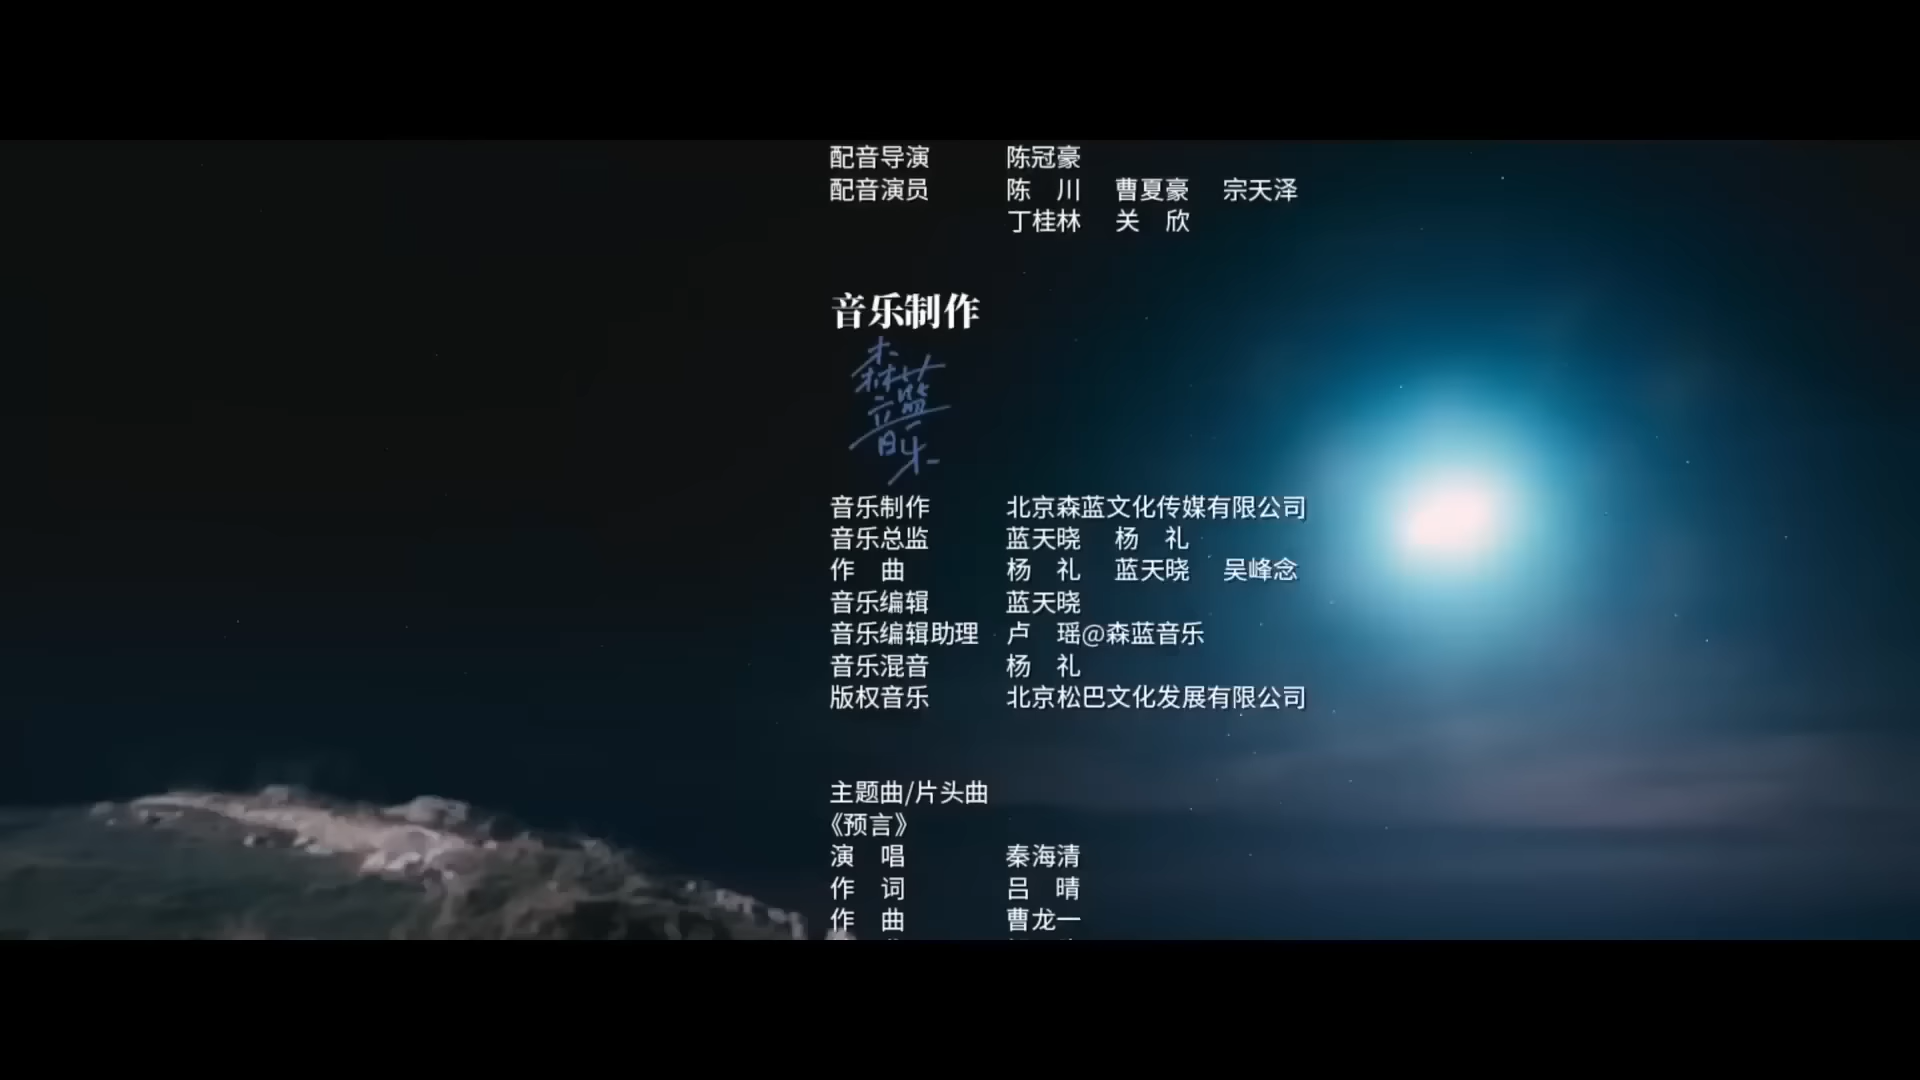 配音导演 陈冠豪
配音演员 陈 川 曹夏豪 宗天泽
丁桂林 关 欣
音乐制作
森蓝音乐
音乐制作 北京森蓝文化传媒有限公司
音乐总监 蓝天晓 杨 礼
作 曲 杨 礼 蓝天晓 吴峰念
音乐编辑 蓝天晓
音乐编辑助理 卢 瑶@森蓝音乐
音乐混音 杨 礼
版权音乐 北京松巴文化发展有限公司
主题曲/片头曲
《预言》
演 唱 秦海清
作 词 吕 晴
作 曲 曹龙一